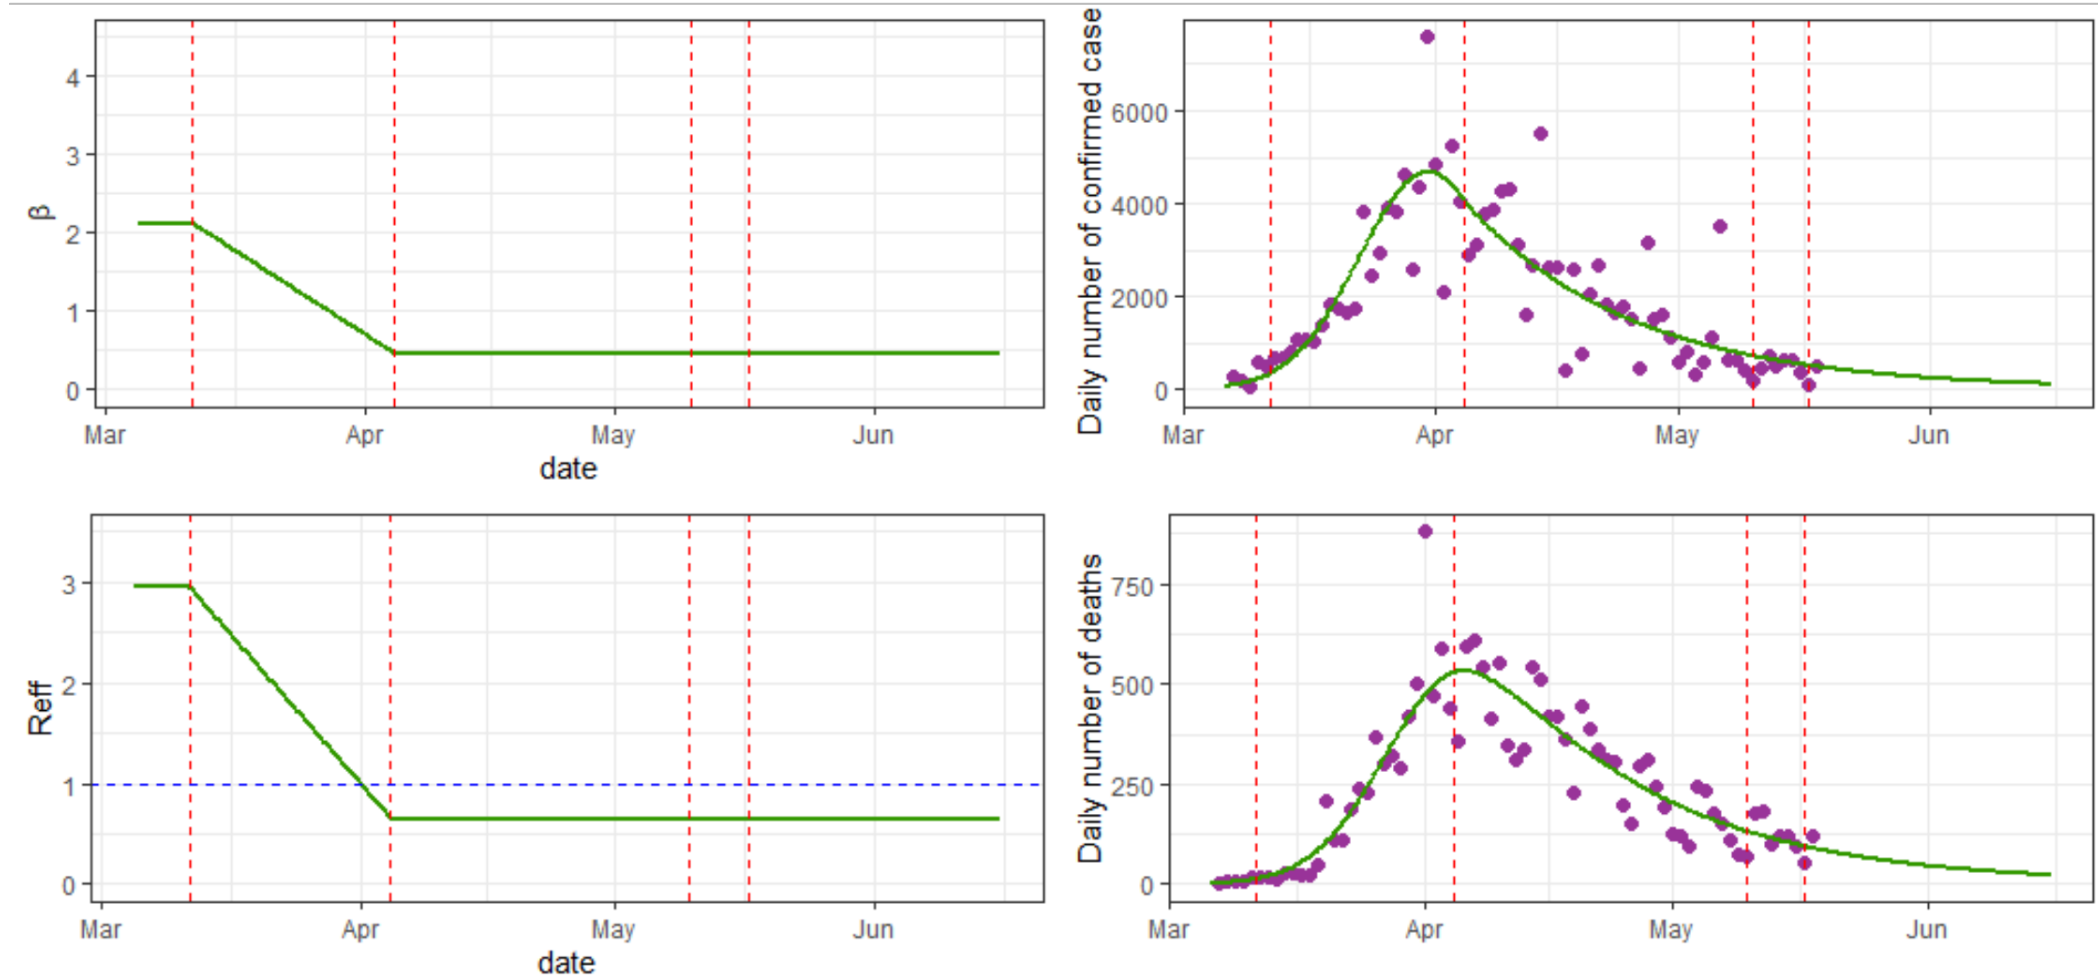 β
4
3
2
1
0
Mar Apr May Jun
date
Daily number of confirmed case
6000
4000
2000
0
Mar Apr May Jun
Reff
3
2
1
0
Mar Apr May Jun
date
Daily number of deaths
750
500
250
0
Mar Apr May Jun